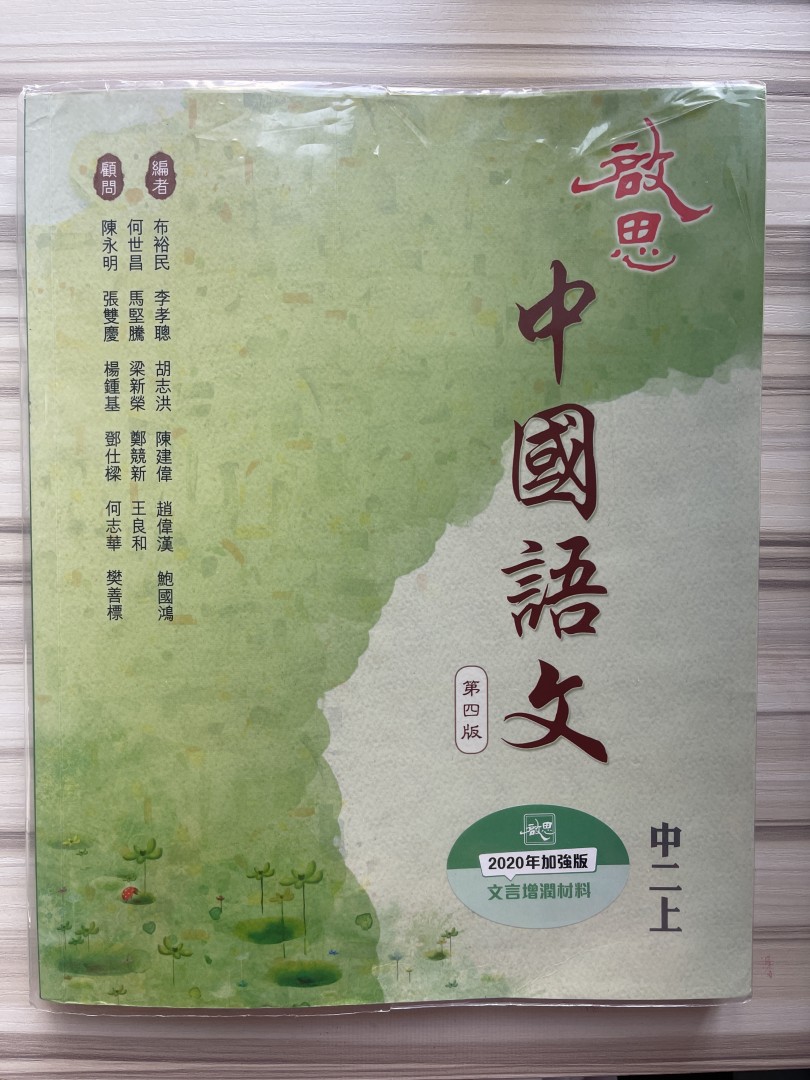 啟思
中國語文
第四版
中二上
啟思
2020年加強版
文言增潤材料
編者
布裕民 李孝聰 胡志洪 陳建偉 趙偉漢 鮑國鴻
何世昌 馬堅騰 梁新榮 鄭競新 王良和
顧問
陳永明 張雙慶 楊鍾基 鄧仕樑 何志華 樊善標